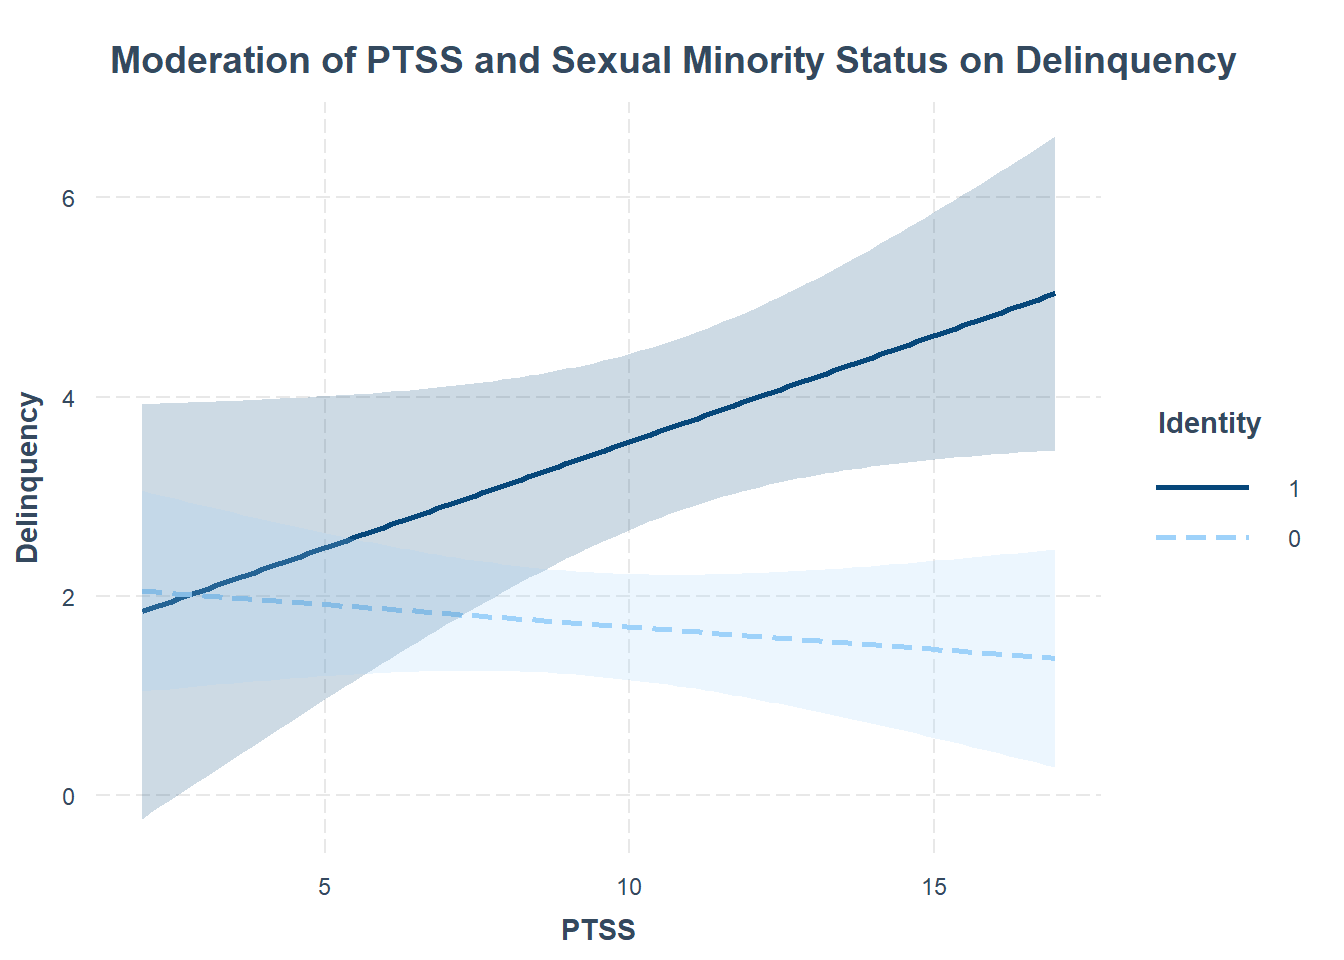 Moderation of PTSS and Sexual Minority Status on Delinquency
6
4
2
0
Delinquency
5
10
15
PTSS
Identity
1
0